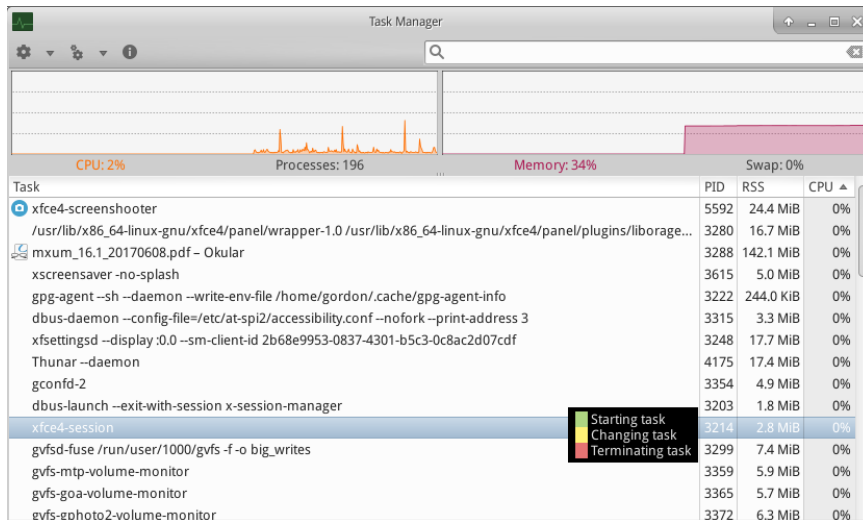 Task Manager
CPU: 2% Processes: 196 Memory: 34% Swap: 0%
Task PID RSS CPU
xfce4-screenshooter 5592 24.4 MiB 0%
/usr/lib/x86_64-linux-gnu/xfce4/panel/wrapper-1.0 /usr/lib/x86_64-linux-gnu/xfce4/panel/plugins/liborage... 3280 16.7 MiB 0%
mxum_16.1_20170608.pdf – Okular 3288 142.1 MiB 0%
xscreensaver -no-splash 3615 5.0 MiB 0%
gpg-agent --sh --daemon --write-env-file /home/gordon/.cache/gpg-agent-info 3222 244.0 KiB 0%
dbus-daemon --config-file=/etc/at-spi2/accessibility.conf --nofork --print-address 3 3315 3.3 MiB 0%
xfsettingsd --display :0.0 --sm-client-id 2b68e9953-0837-4301-b5c3-0c8ac2d07cdf 3248 17.7 MiB 0%
Thunar --daemon 4175 17.4 MiB 0%
gconfd-2 3354 4.9 MiB 0%
dbus-launch --exit-with-session x-session-manager 3203 1.8 MiB 0%
xfce4-session 3214 2.8 MiB 0%
Starting task
Changing task
Terminating task
gvfsd-fuse /run/user/1000/gvfs -f -o big_writes 3299 7.4 MiB 0%
gvfs-mtp-volume-monitor 3359 5.9 MiB 0%
gvfs-goa-volume-monitor 3365 5.7 MiB 0%
gvfs-gphoto2-volume-monitor 3372 6.3 MiB 0%